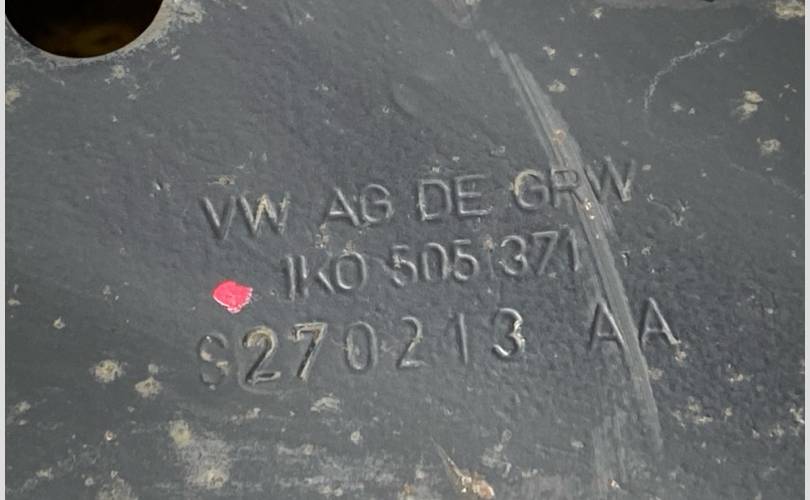 VW AG DE GRW
1K0 505 371
S270213 AA